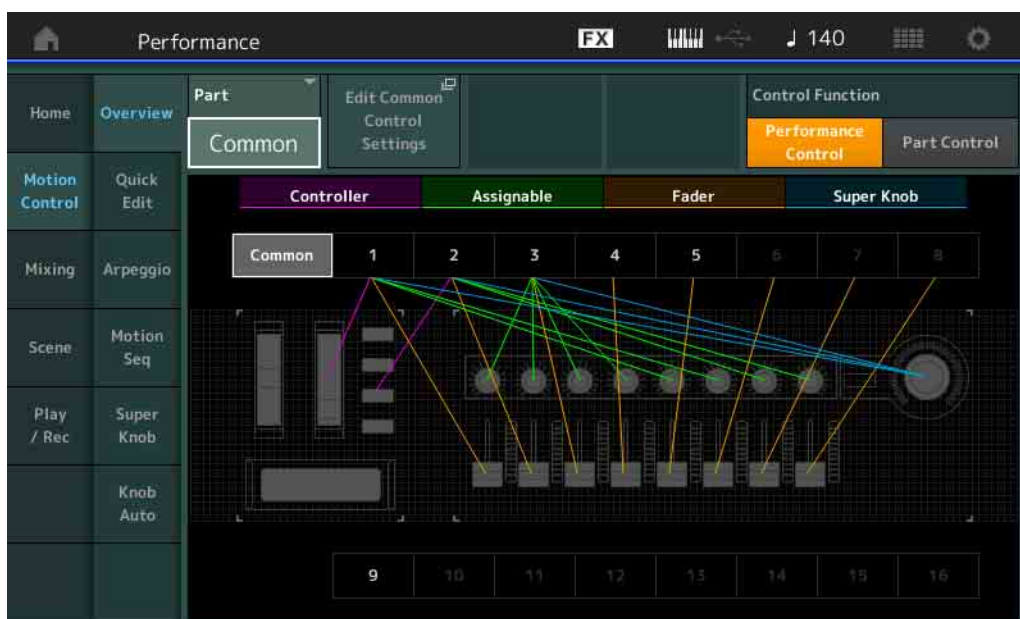 Performance
FX
♩ 140
Home
Overview
Part
Common
Edit Common
Control
Settings
Control Function
Performance
Control
Part Control
Motion
Control
Quick
Edit
Controller
Assignable
Fader
Super Knob
Mixing
Arpeggio
Common 1 2 3 4 5 6 7 8
Scene
Motion
Seq
Play
/ Rec
Super
Knob
Knob
Auto
9 10 11 12 13 14 15 16